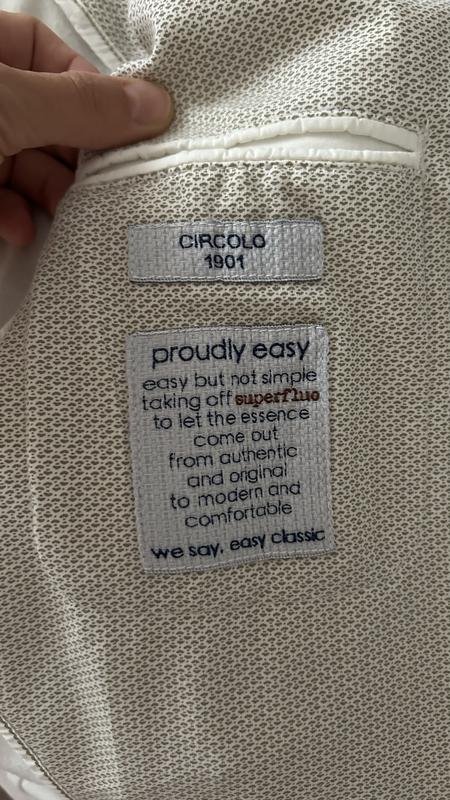 CIRCOLO
1901
proudly easy
easy but not simple
taking off superfluo
to let the essence
come out
from authentic
and original
to modern and
comfortable
we say, easy classic